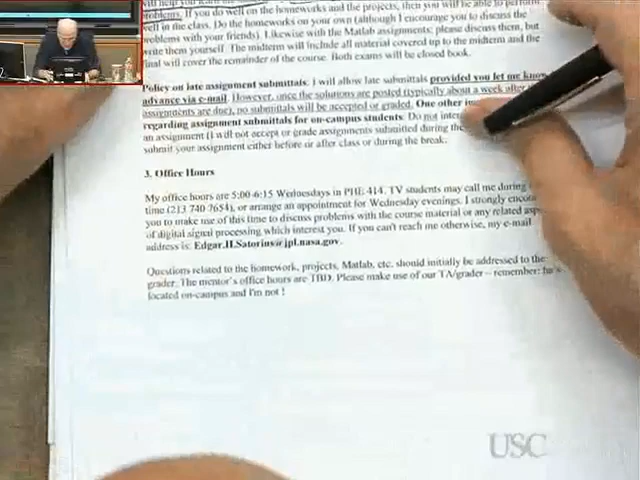 will help you. If you do well on the homeworks and the projects, then you will be able to perform
well in the class. Do the homeworks on your own (although I encourage you to discuss the
problems with your friends). Likewise with the Matlab assignments: please discuss them, but
write them yourself. The midterm will include all material covered up to the midterm and the
final will cover the remainder of the course. Both exams will be closed book.
Policy on late assignment submittals: I will allow late submittals provided you let me know
advance via e-mail. However, once the solutions are posted (typically about a week after
assignments are due), no submittals will be accepted or graded. One other
regarding assignment submittals for on-campus students: Do not
an assignment (I will not accept or grade assignments submitted during the
submit your assignment either before or after class or during the break.
3. Office Hours
My office hours are 5:00-6:15 Wednesdays in PHE 414. TV students may call me during
time (213 740 7654), or arrange an appointment for Wednesday evenings. I strongly
you to make use of this time to discuss problems with the course material or any related
of digital signal processing which interest you. If you can't reach me otherwise, my e-mail
address is: Edgar.H.Satorius@jpl.nasa.gov.
Questions related to the homework, projects, Matlab, etc. should initially be addressed to the
grader. The mentor's office hours are TBD. Please make use of our TA/grader – remember: he's
located on-campus and I'm not !
USC